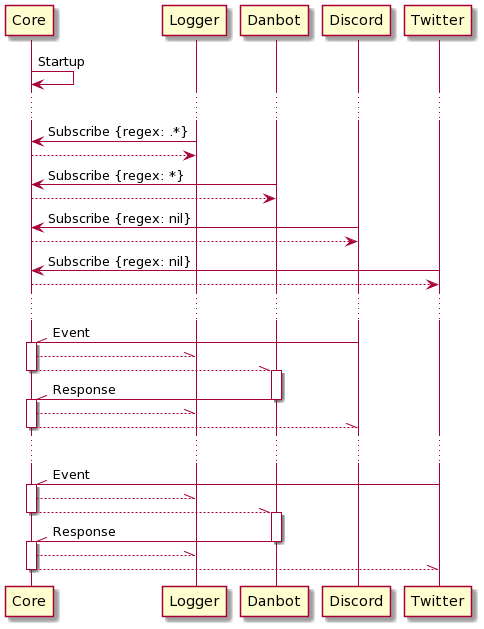 Core Logger Danbot Discord Twitter
Startup
Subscribe {regex: .*}
Subscribe {regex: *}
Subscribe {regex: nil}
Subscribe {regex: nil}
Event
Response
Event
Response
Core Logger Danbot Discord Twitter